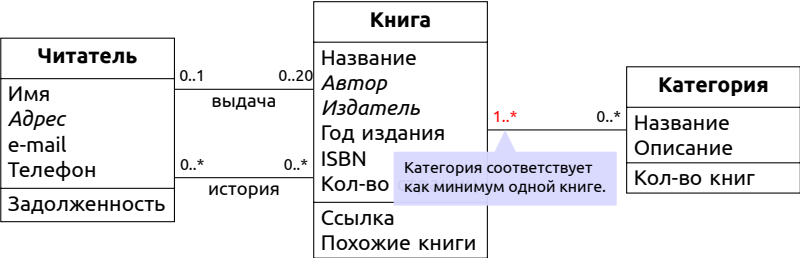 Читатель
Имя
Адрес
e-mail
Телефон
Задолженность
0..1
0..20
выдача
0..*
0..*
история
Книга
Название
Автор
Издатель
Год издания
ISBN
Кол-во
Ссылка
Похожие книги
1..*
0..*
Категория соответствует
как минимум одной книге.
Категория
Название
Описание
Кол-во книг